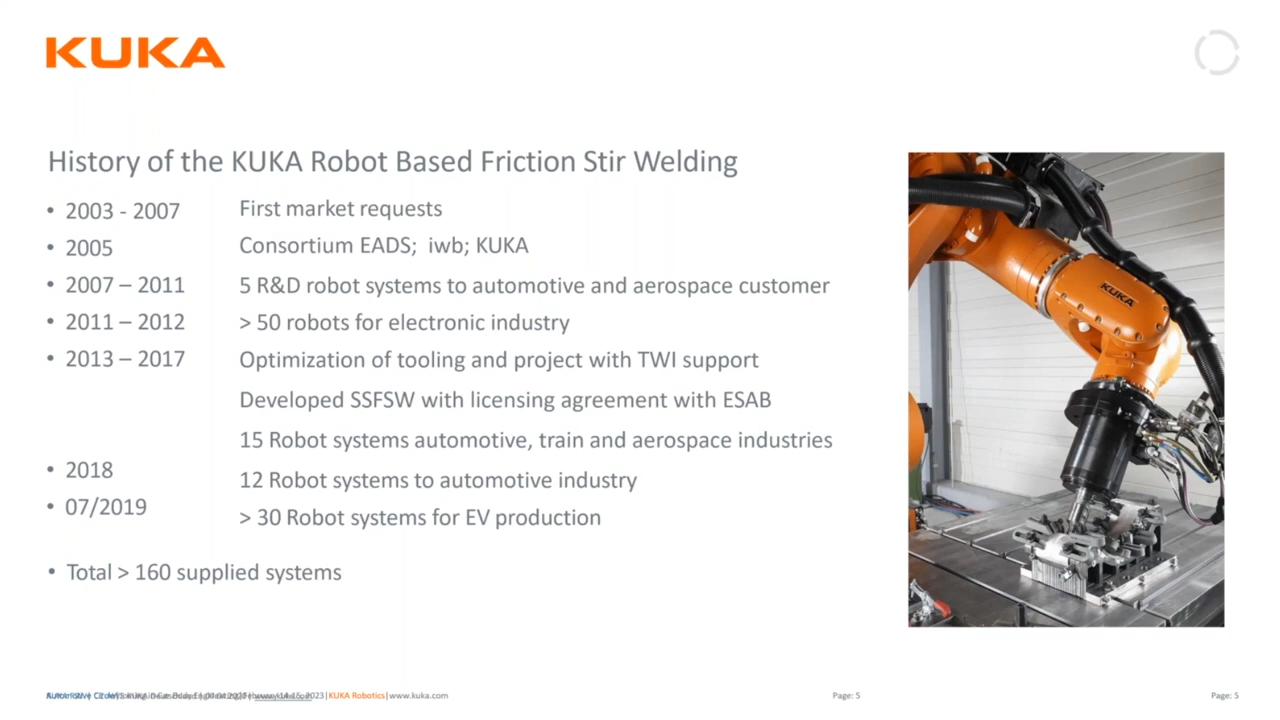 KUKA
History of the KUKA Robot Based Friction Stir Welding
• 2003 - 2007 First market requests
• 2005 Consortium EADS; iwb; KUKA
• 2007 – 2011 5 R&D robot systems to automotive and aerospace customer
• 2011 – 2012 > 50 robots for electronic industry
• 2013 – 2017 Optimization of tooling and project with TWI support
Developed SSFSW with licensing agreement with ESAB
15 Robot systems automotive, train and aerospace industries
• 2018 12 Robot systems to automotive industry
• 07/2019 > 30 Robot systems for EV production
• Total > 160 supplied systems
KUKA
2023 | KUKA Robotics | www.kuka.com
Page: 5
Page: 5